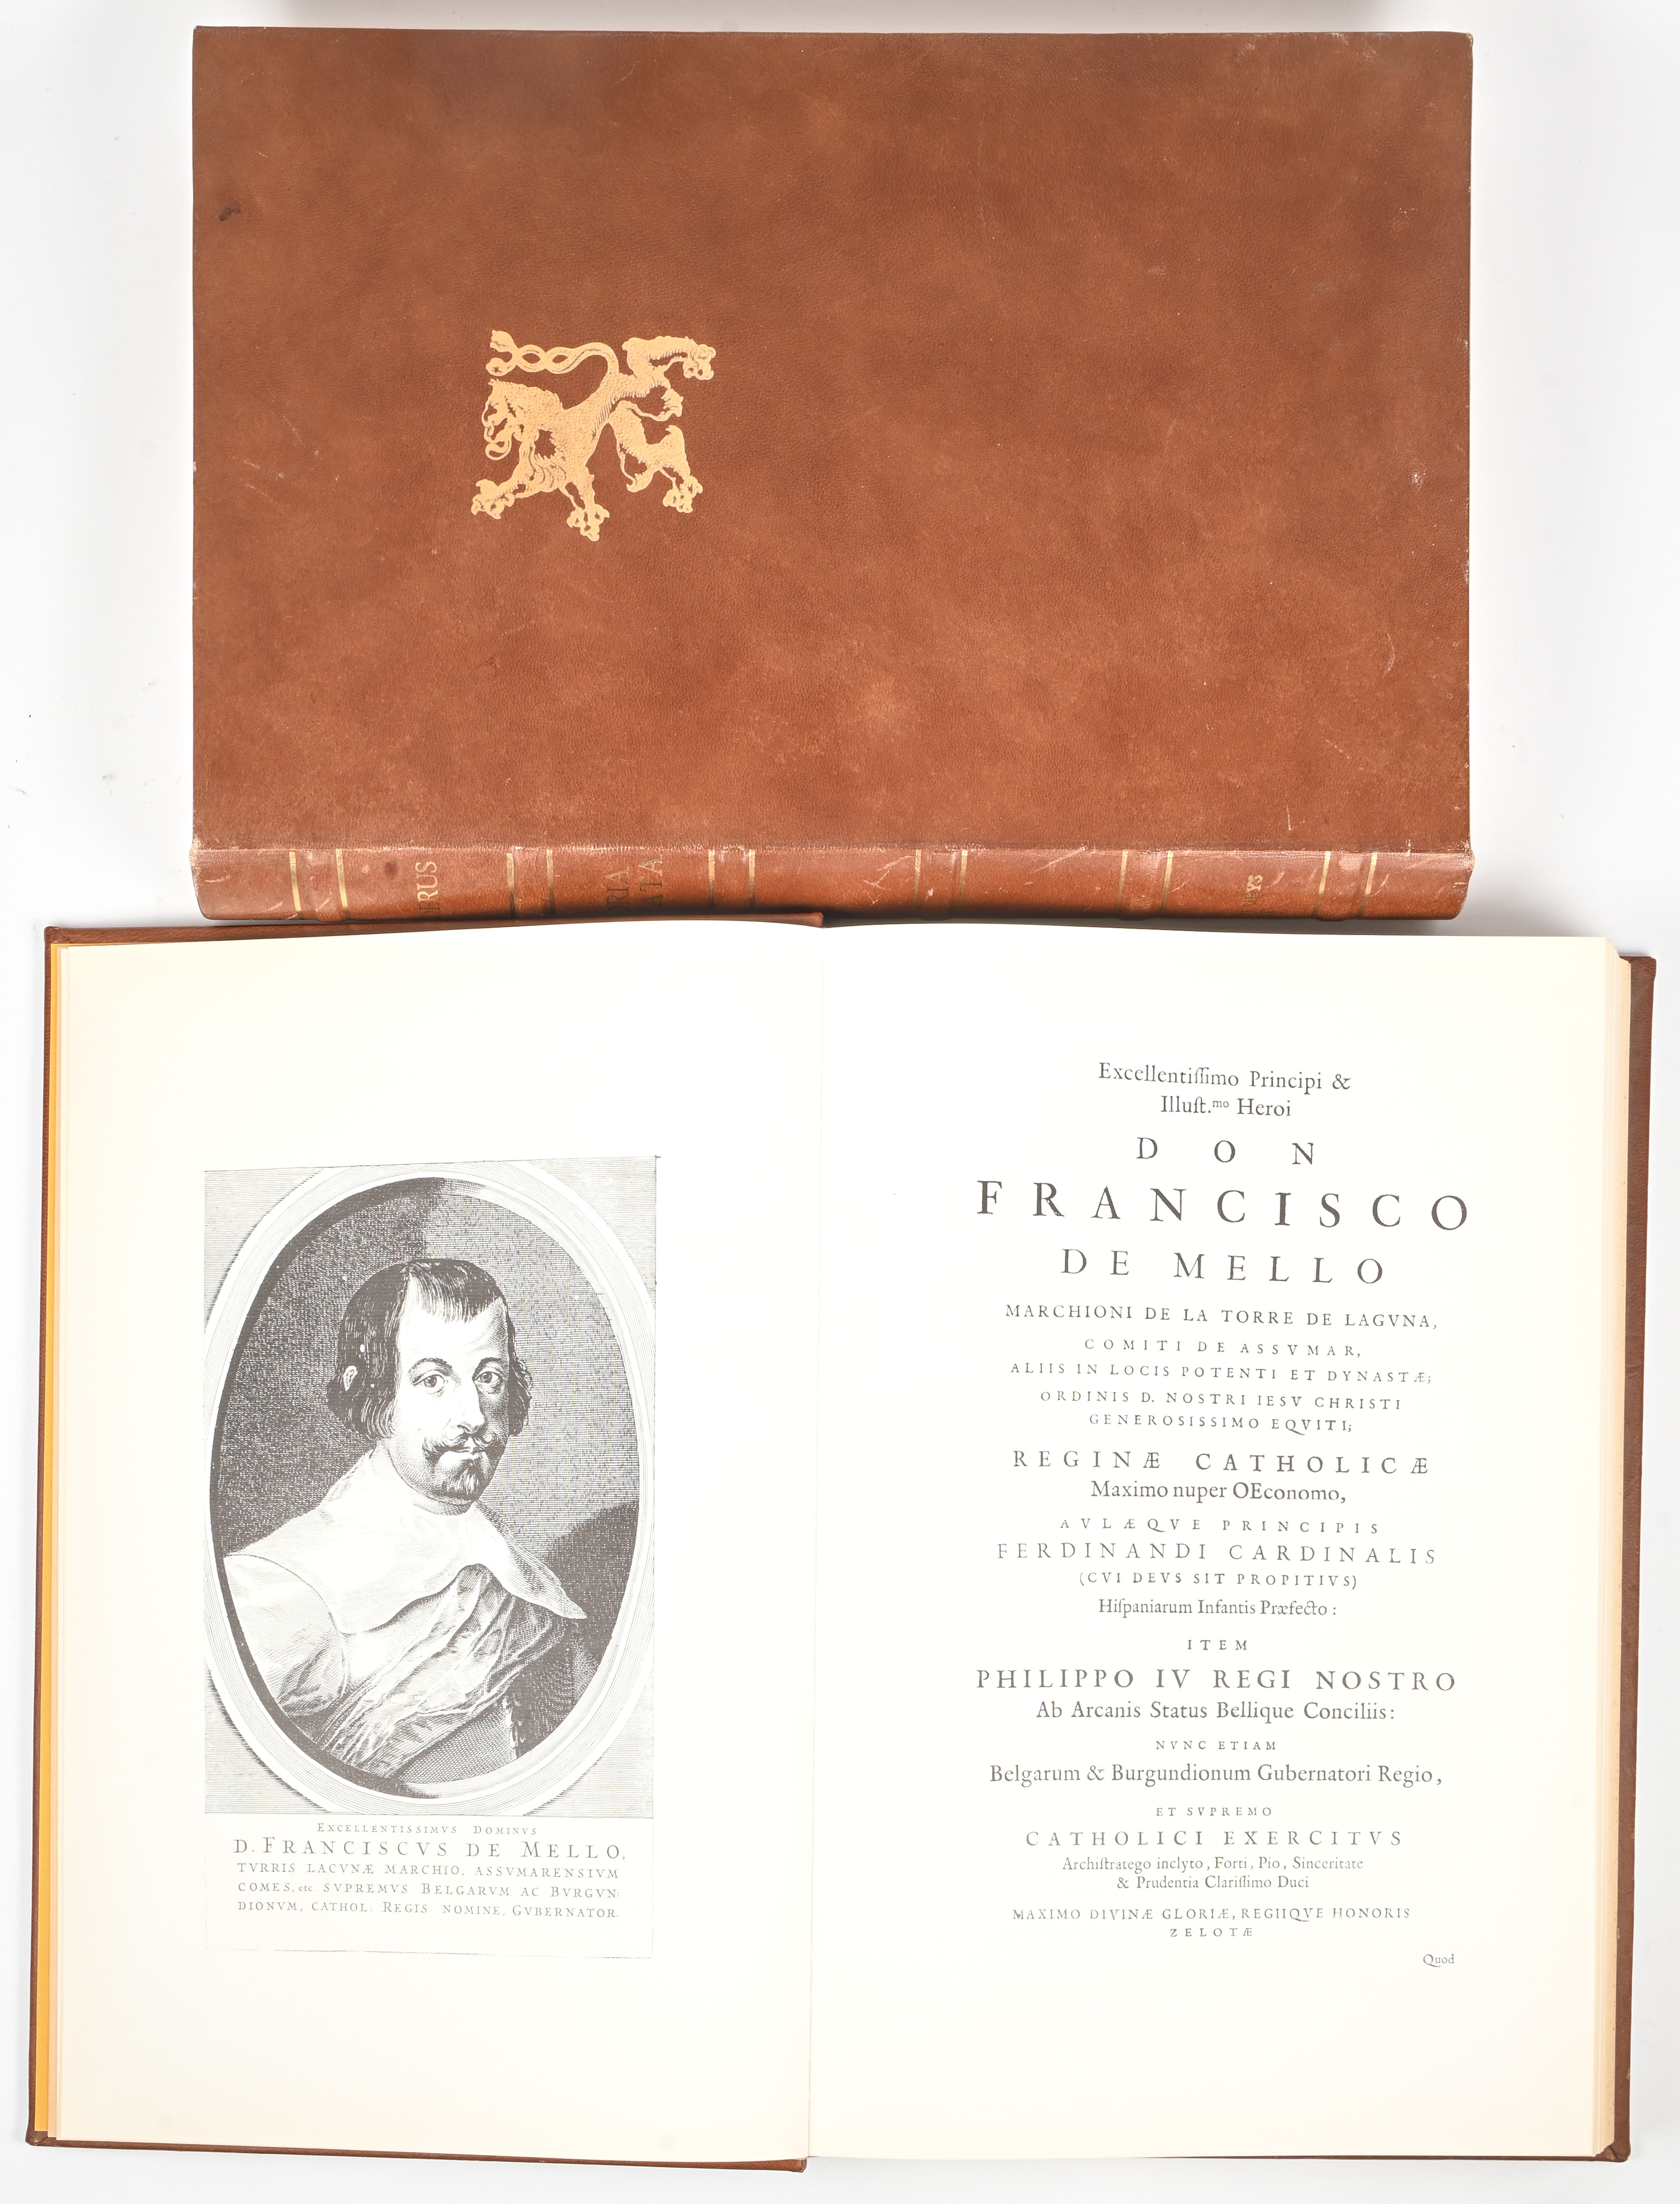 DERUS
RIA
ATA
EYS
EXCELLENTISSIMVS DOMINVS
D. FRANCISCVS DE MELLO,
TVRRIS LACVNÆ MARCHIO, ASSVMARENSIVM
COMES, etc. SVPREMVS BELGARVM AC BVRGVN:
DIONVM, CATHOL: REGIS NOMINE, GVBERNATOR.
Excellentiſſimo Principi &
Illuſt.mo Heroi
DON
FRANCISCO
DE MELLO
MARCHIONI DE LA TORRE DE LAGVNA,
COMITI DE ASSVMAR,
ALIIS IN LOCIS POTENTI ET DYNASTÆ;
ORDINIS D. NOSTRI IESV CHRISTI
GENEROSISSIMO EQVITI;
REGINÆ CATHOLICÆ
Maximo nuper OEconomo,
AVLÆQVE PRINCIPIS
FERDINANDI CARDINALIS
(CVI DEVS SIT PROPITIVS)
Hiſpaniarum Infantis Præfecto:
ITEM
PHILIPPO IV REGI NOSTRO
Ab Arcanis Status Bellique Conciliis:
NVNC ETIAM
Belgarum & Burgundionum Gubernatori Regio,
ET SVPREMO
CATHOLICI EXERCITVS
Archiſtratego inclyto, Forti, Pio, Sinceritate
& Prudentia Clariſſimo Duci
MAXIMO DIVINÆ GLORIÆ, REGIIQVE HONORIS
ZELOTÆ
Quod